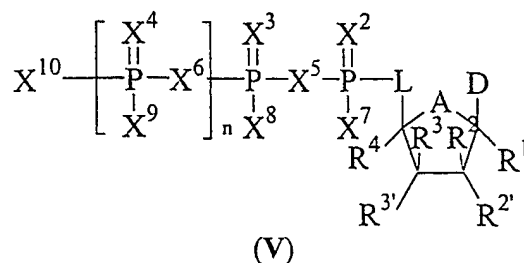 X⁴ X³ X²
X¹⁰ P X⁶ P X⁵ P L A D
X⁹ n X⁸ X⁷ R⁴ R³ R² R¹
R³' R²'
(V)